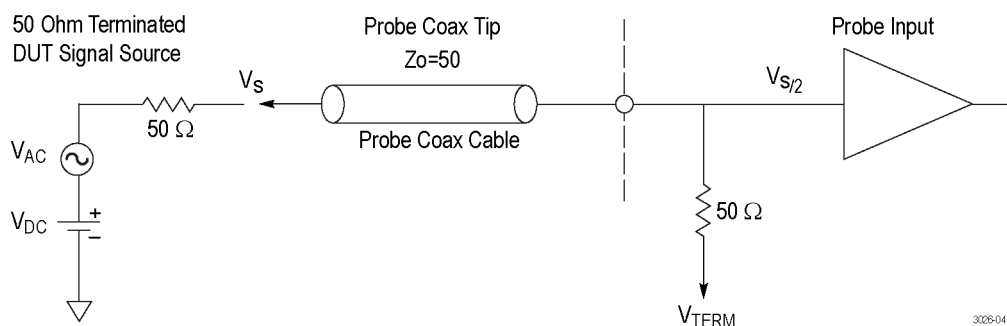 50 Ohm Terminated
DUT Signal Source
Probe Coax Tip
Zo=50
Probe Input
VS
VS/2
50 Ω
Probe Coax Cable
VAC
VDC
+
−
50 Ω
VTERM
3026-04